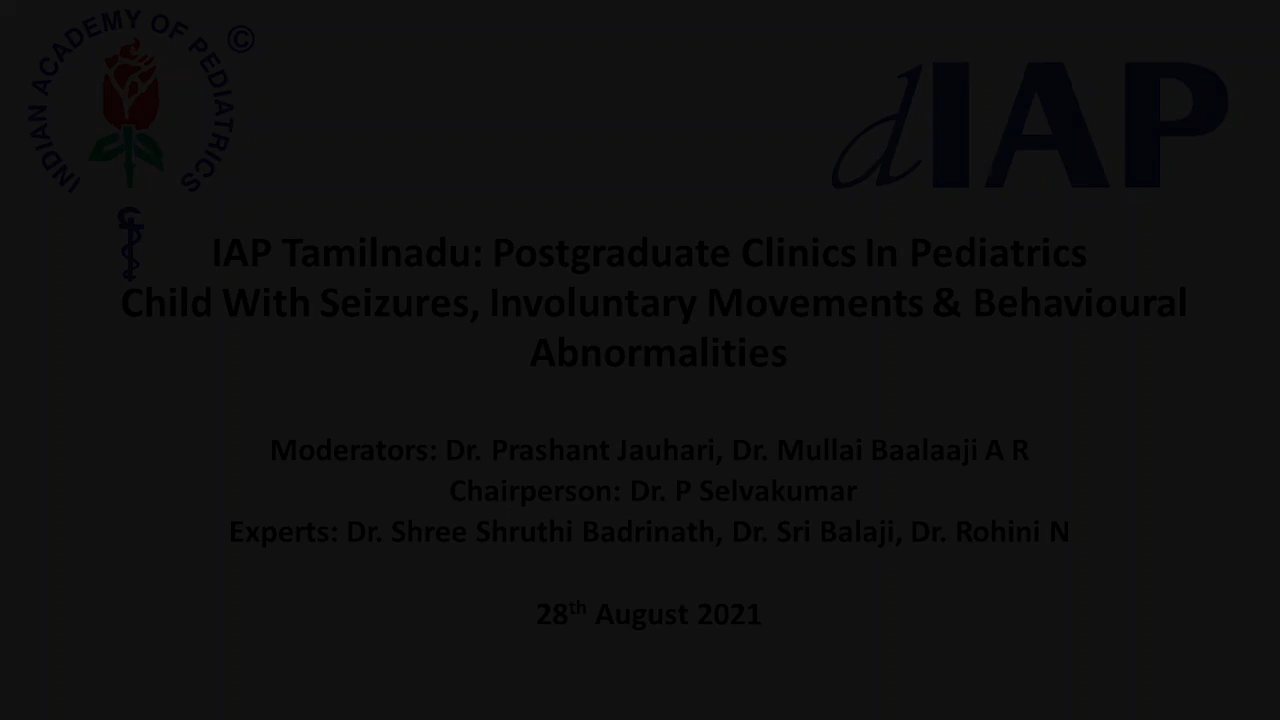 INDIAN ACADEMY OF PEDIATRICS
©
dIAP
IAP Tamilnadu: Postgraduate Clinics In Pediatrics
Child With Seizures, Involuntary Movements & Behavioural
Abnormalities
Moderators: Dr. Prashant Jauhari, Dr. Mullai Baalaaji A R
Chairperson: Dr. P Selvakumar
Experts: Dr. Shree Shruthi Badrinath, Dr. Sri Balaji, Dr. Rohini N
28th August 2021